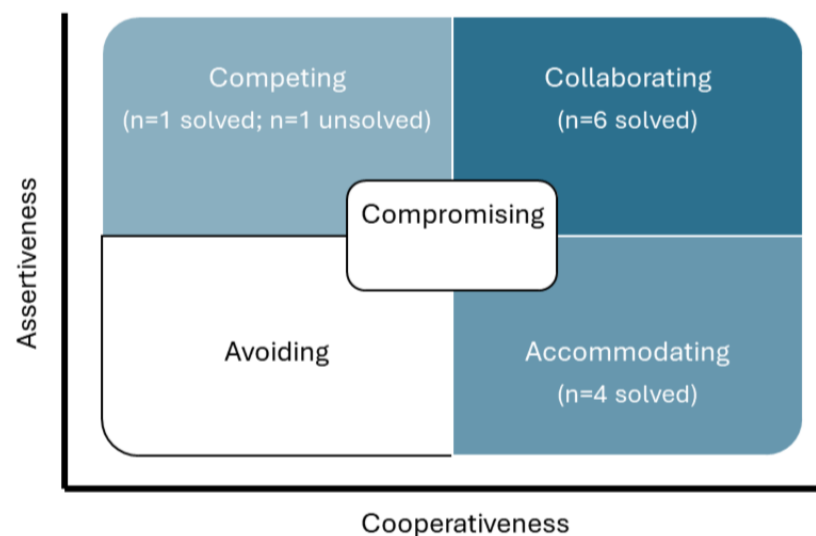 Competing
(n=1 solved; n=1 unsolved)
Collaborating
(n=6 solved)
Compromising
Avoiding
Accommodating
(n=4 solved)
Assertiveness
Cooperativeness